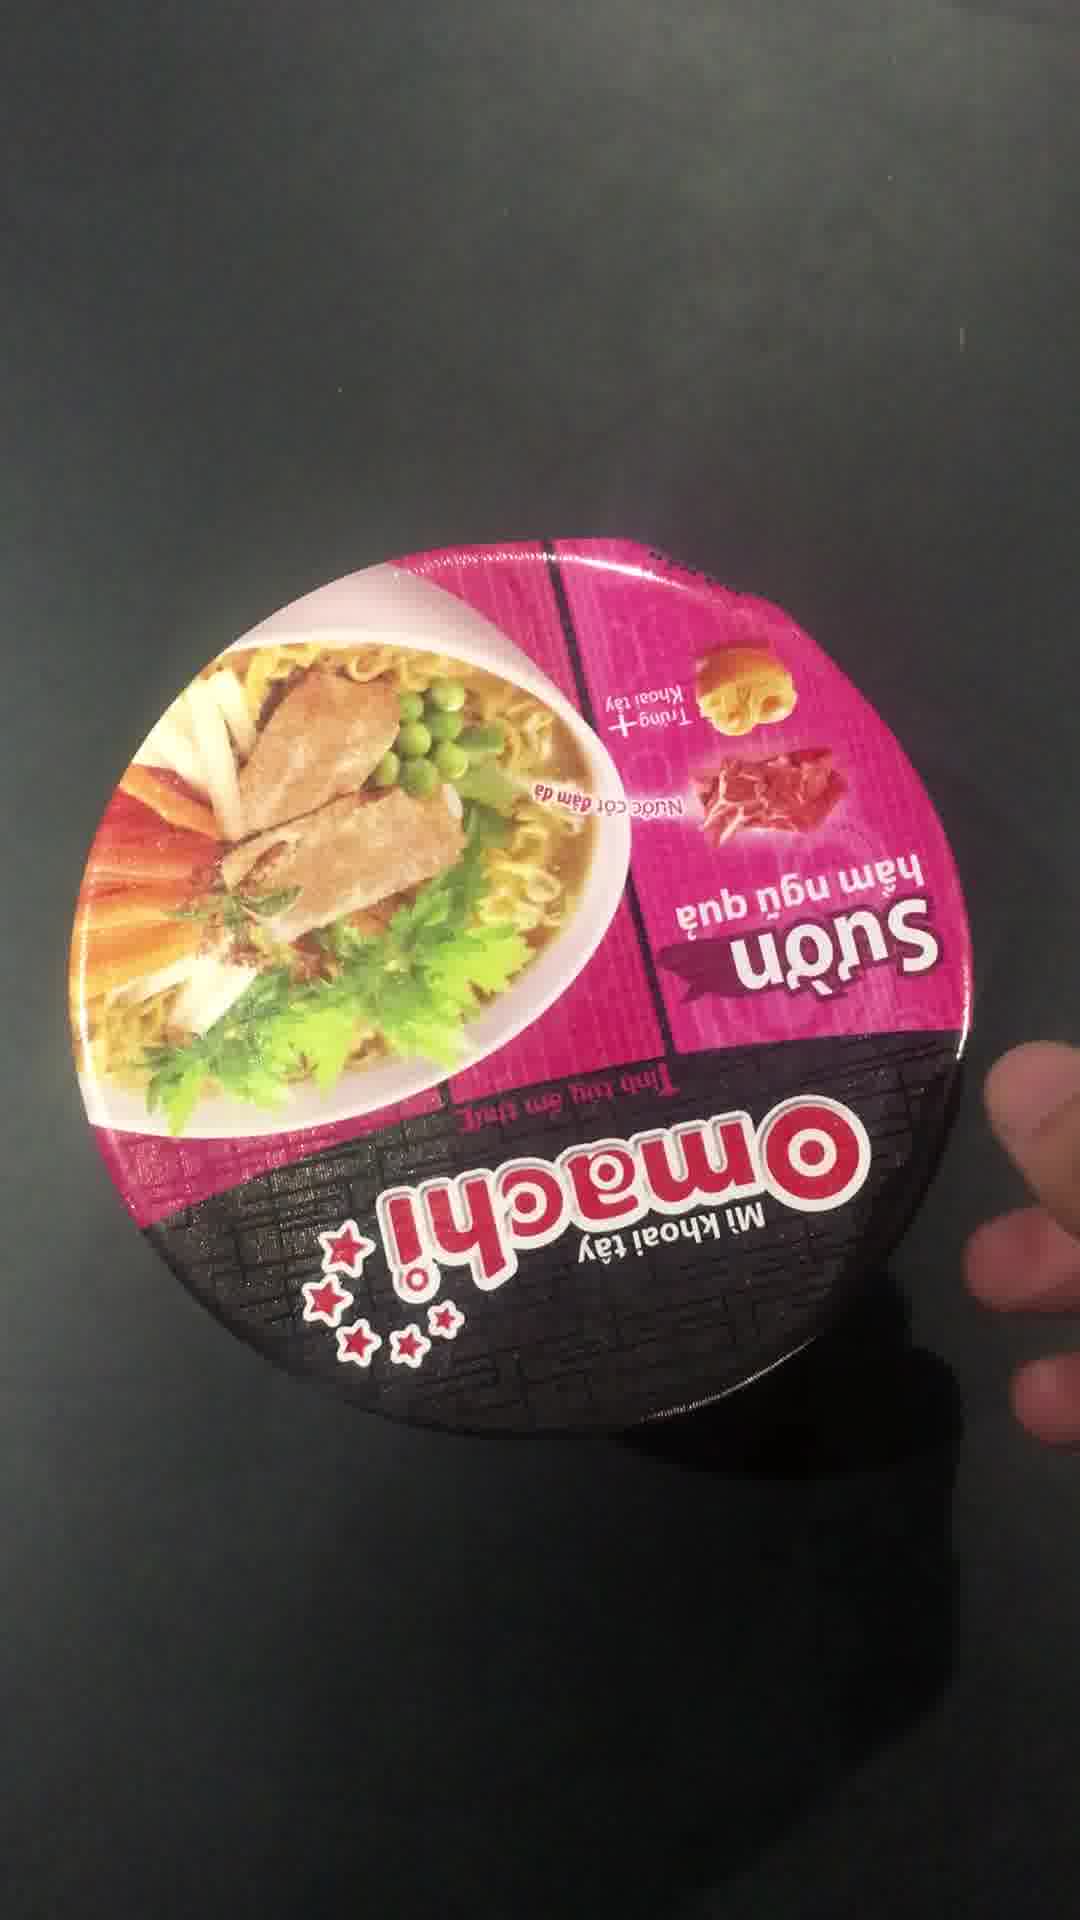 Mì khoai tây
Omachi
Tinh túy ẩm thực
Sườn
hầm ngũ quả
Nước cốt đậm đà
Trứng+
Khoai tây